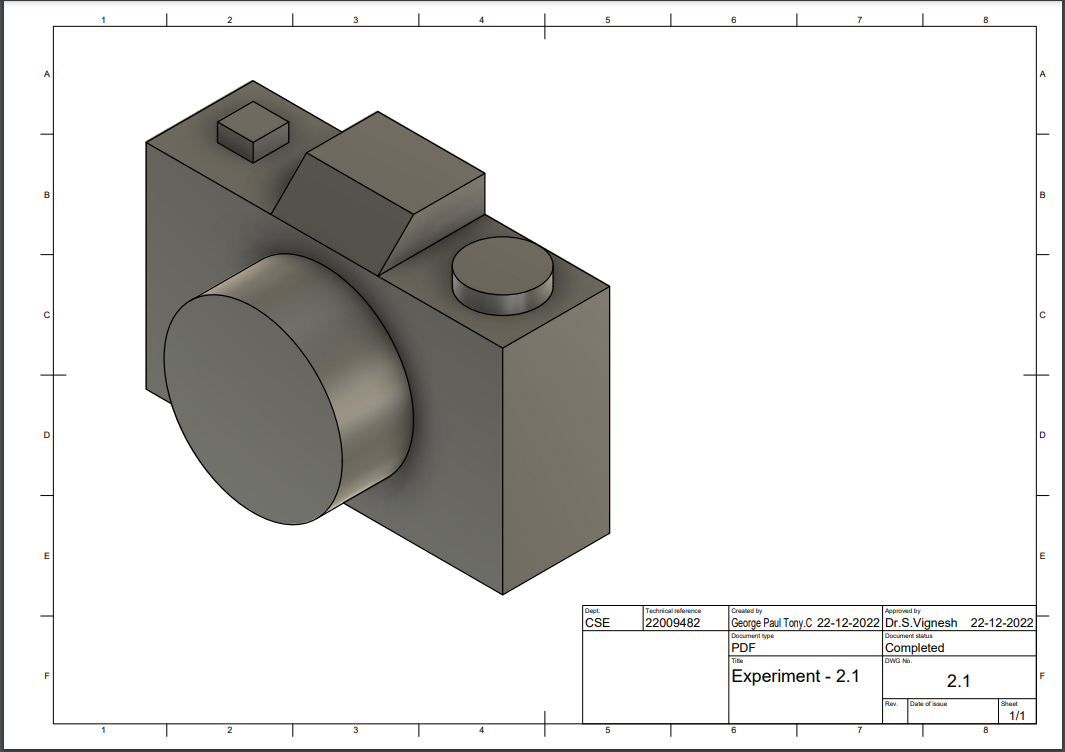 1 2 3 4 5 6 7 8
A A
B B
C C
D D
E E
Dept. Technical reference Created by Approved by
CSE 22009482 George Paul Tony.C 22-12-2022 Dr.S.Vignesh 22-12-2022
Document type Document status
PDF Completed
Title DWG No.
Experiment - 2.1 2.1
F F
Rev. Date of issue Sheet
1/1
1 2 3 4 5 6 7 8